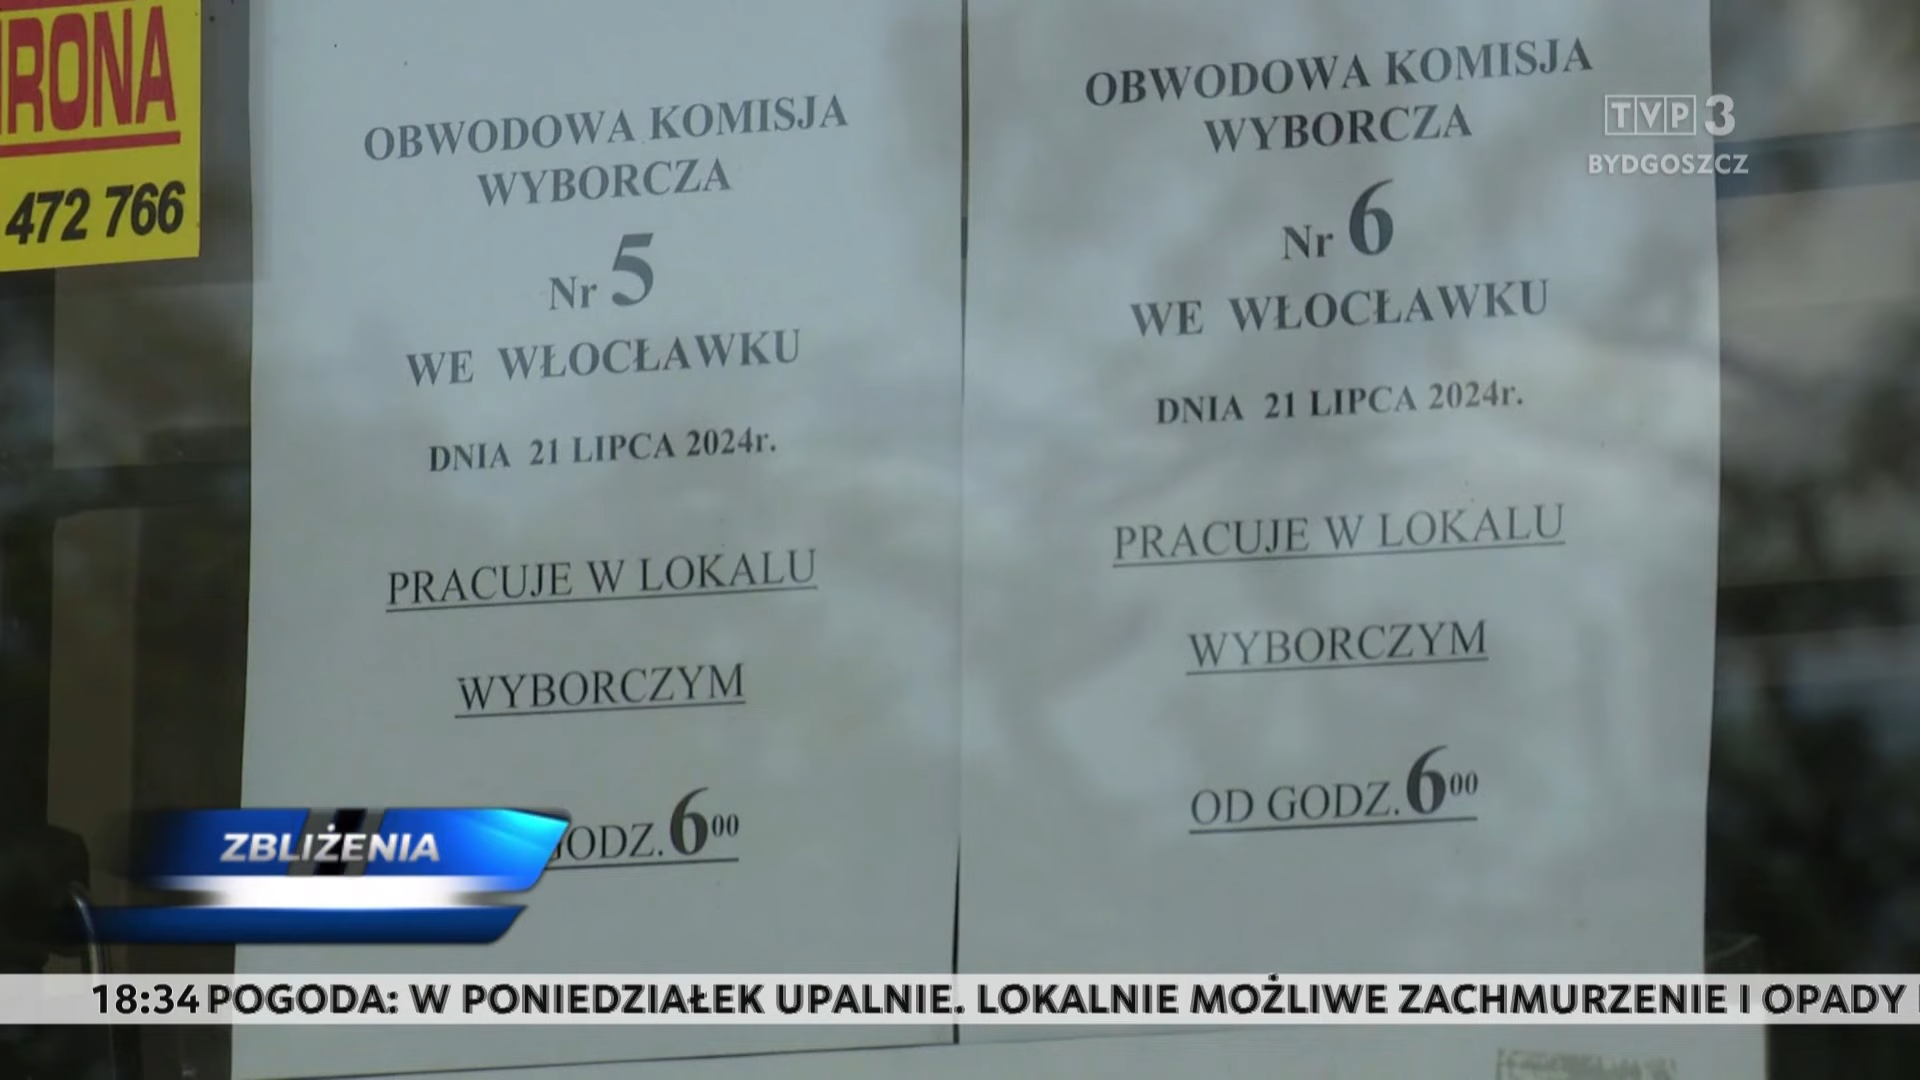 RONA
472 766
OBWODOWA KOMISJA
WYBORCZA
Nr 5
WE WŁOCŁAWKU
DNIA 21 LIPCA 2024r.
PRACUJE W LOKALU
WYBORCZYM
ODZ. 6⁰⁰
OBWODOWA KOMISJA
WYBORCZA
Nr 6
WE WŁOCŁAWKU
DNIA 21 LIPCA 2024r.
PRACUJE W LOKALU
WYBORCZYM
OD GODZ. 6⁰⁰
TVP 3
BYDGOSZCZ
ZBLIŻENIA
18:34 POGODA: W PONIEDZIAŁEK UPALNIE. LOKALNIE MOŻLIWE ZACHMURZENIE I OPADY